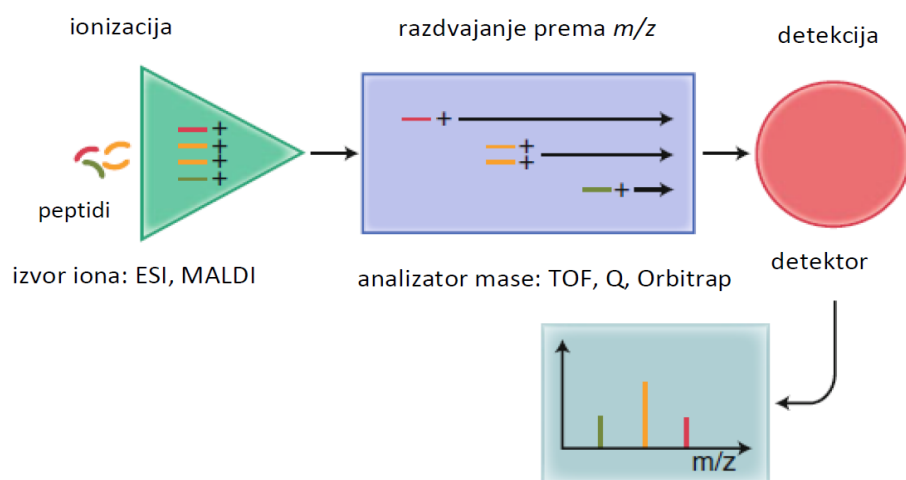 ionizacija
razdvajanje prema m/z
detekcija
+
+
+
+
+
+
+
+
peptidi
izvor iona: ESI, MALDI
analizator mase: TOF, Q, Orbitrap
detektor
m/z